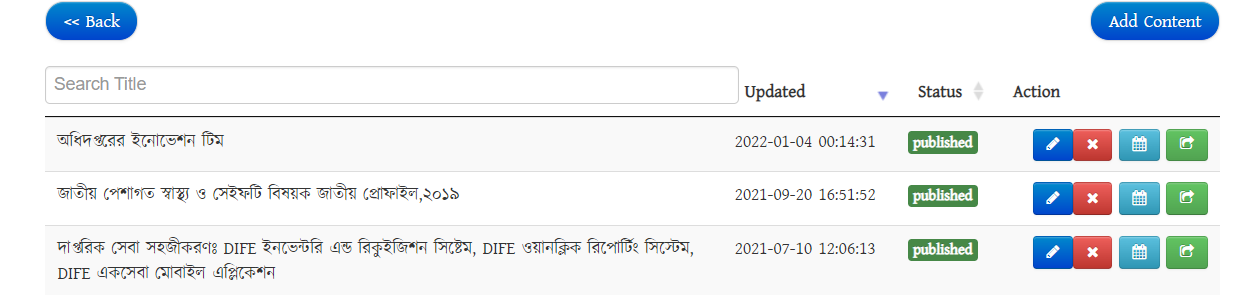 << Back Add Content
Search Title Updated Status Action
অধিদপ্তরের ইনোভেশন টিম 2022-01-04 00:14:31 published
জাতীয় পেশাগত স্বাস্থ্য ও সেইফটি বিষয়ক জাতীয় প্রোফাইল,২০১৯ 2021-09-20 16:51:52 published
দাপ্তরিক সেবা সহজীকরণঃ DIFE ইনভেন্টরি এন্ড রিকুইজিশন সিষ্টেম, DIFE ওয়ানক্লিক রিপোর্টিং সিস্টেম, 2021-07-10 12:06:13 published
DIFE একসেবা মোবাইল এপ্লিকেশন